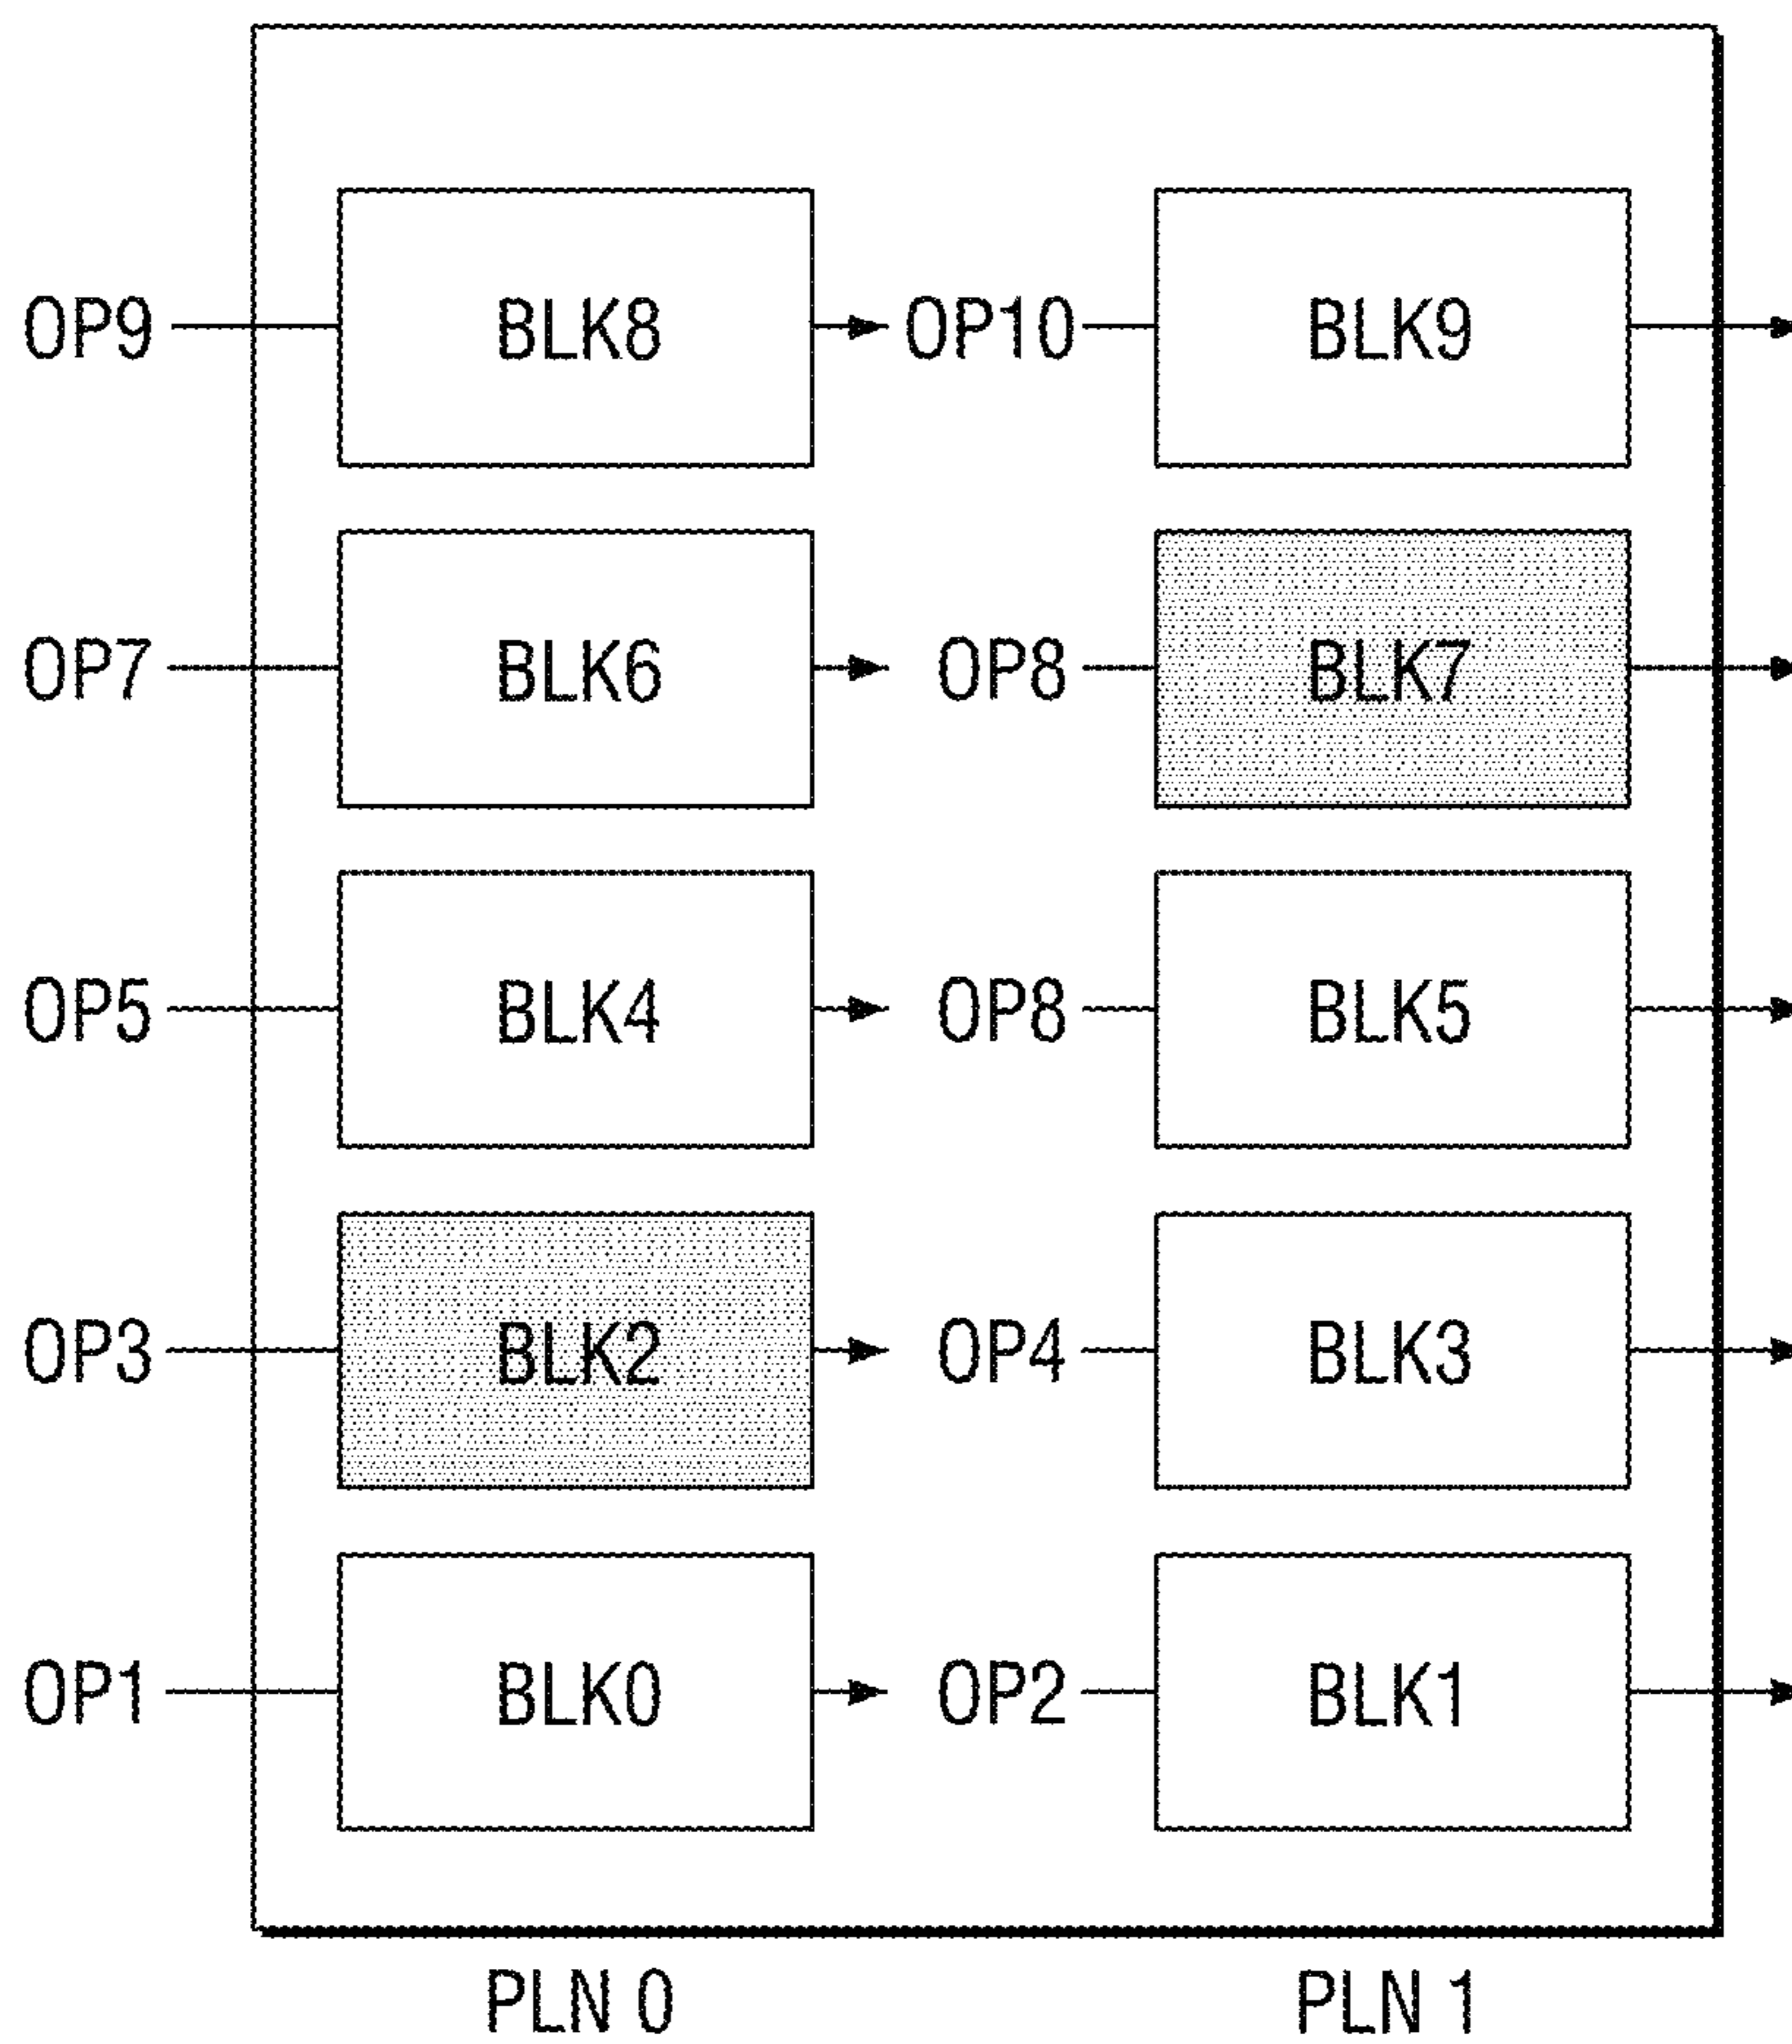 OP9 BLK8 OP10 BLK9
OP7 BLK6 OP8 BLK7
OP5 BLK4 OP8 BLK5
OP3 BLK2 OP4 BLK3
OP1 BLK0 OP2 BLK1
PLN 0 PLN 1